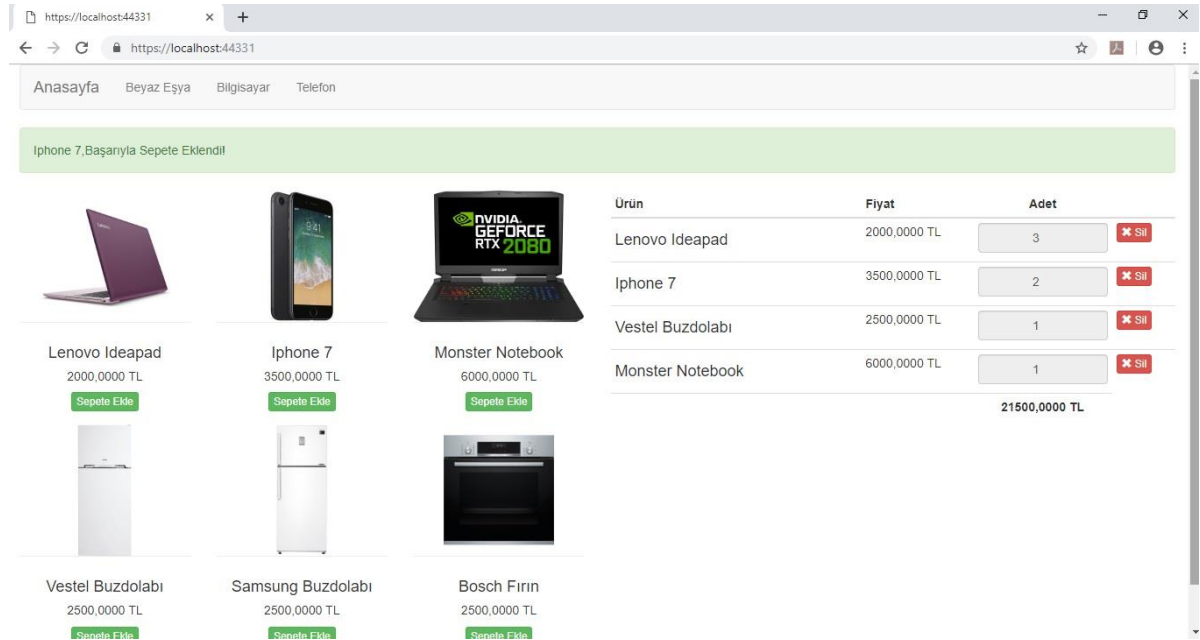 https://localhost:44331
https://localhost:44331
Anasayfa Beyaz Eşya Bilgisayar Telefon
Iphone 7,Başarıyla Sepete Eklendi!
9:41
NVIDIA.
GEFORCE
RTX 2080
Lenovo Ideapad Iphone 7 Monster Notebook
2000,0000 TL 3500,0000 TL 6000,0000 TL
Sepete Ekle Sepete Ekle Sepete Ekle
Vestel Buzdolabı Samsung Buzdolabı Bosch Fırın
2500,0000 TL 2500,0000 TL 2500,0000 TL
Sepete Ekle Sepete Ekle Sepete Ekle
Ürün Fiyat Adet
Lenovo Ideapad 2000,0000 TL 3 Sil
Iphone 7 3500,0000 TL 2 Sil
Vestel Buzdolabı 2500,0000 TL 1 Sil
Monster Notebook 6000,0000 TL 1 Sil
21500,0000 TL